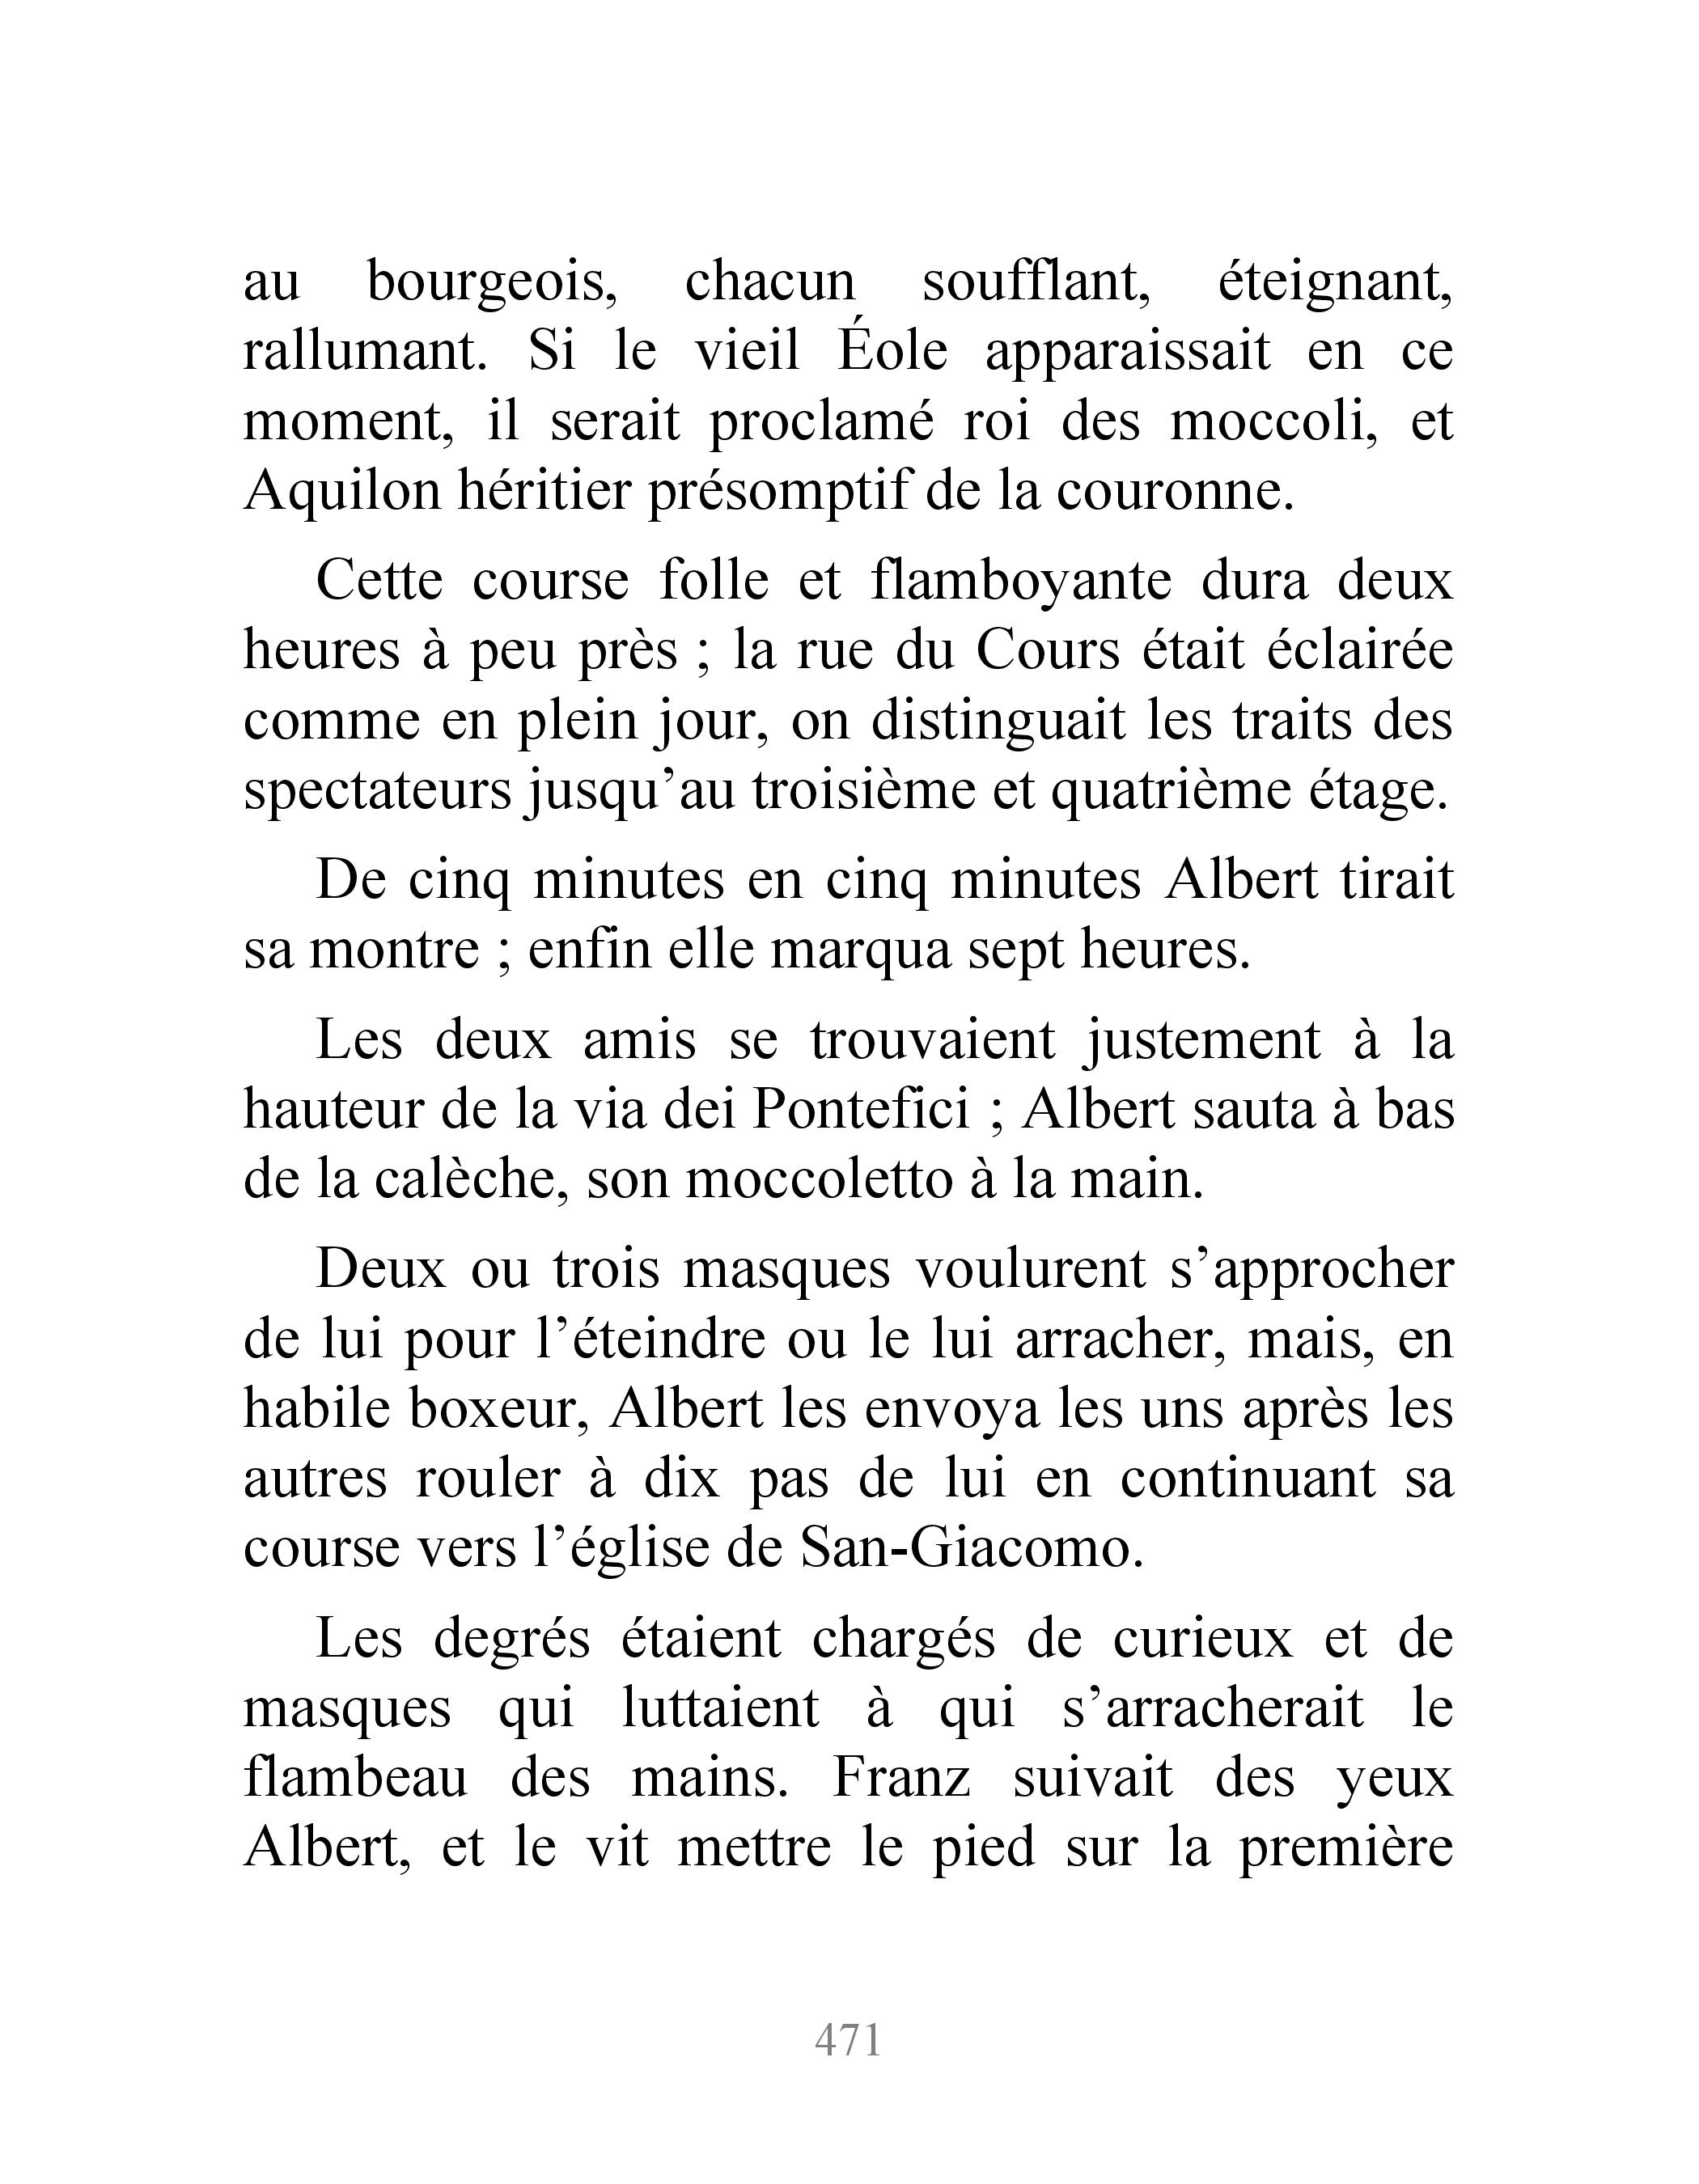 au bourgeois, chacun soufflant, éteignant,
rallumant. Si le vieil Éole apparaissait en ce
moment, il serait proclamé roi des moccoli, et
Aquilon héritier présomptif de la couronne.
Cette course folle et flamboyante dura deux
heures à peu près ; la rue du Cours était éclairée
comme en plein jour, on distinguait les traits des
spectateurs jusqu’au troisième et quatrième étage.
De cinq minutes en cinq minutes Albert tirait
sa montre ; enfin elle marqua sept heures.
Les deux amis se trouvaient justement à la
hauteur de la via dei Pontefici ; Albert sauta à bas
de la calèche, son moccoletto à la main.
Deux ou trois masques voulurent s’approcher
de lui pour l’éteindre ou le lui arracher, mais, en
habile boxeur, Albert les envoya les uns après les
autres rouler à dix pas de lui en continuant sa
course vers l’église de San-Giacomo.
Les degrés étaient chargés de curieux et de
masques qui luttaient à qui s’arracherait le
flambeau des mains. Franz suivait des yeux
Albert, et le vit mettre le pied sur la première
471